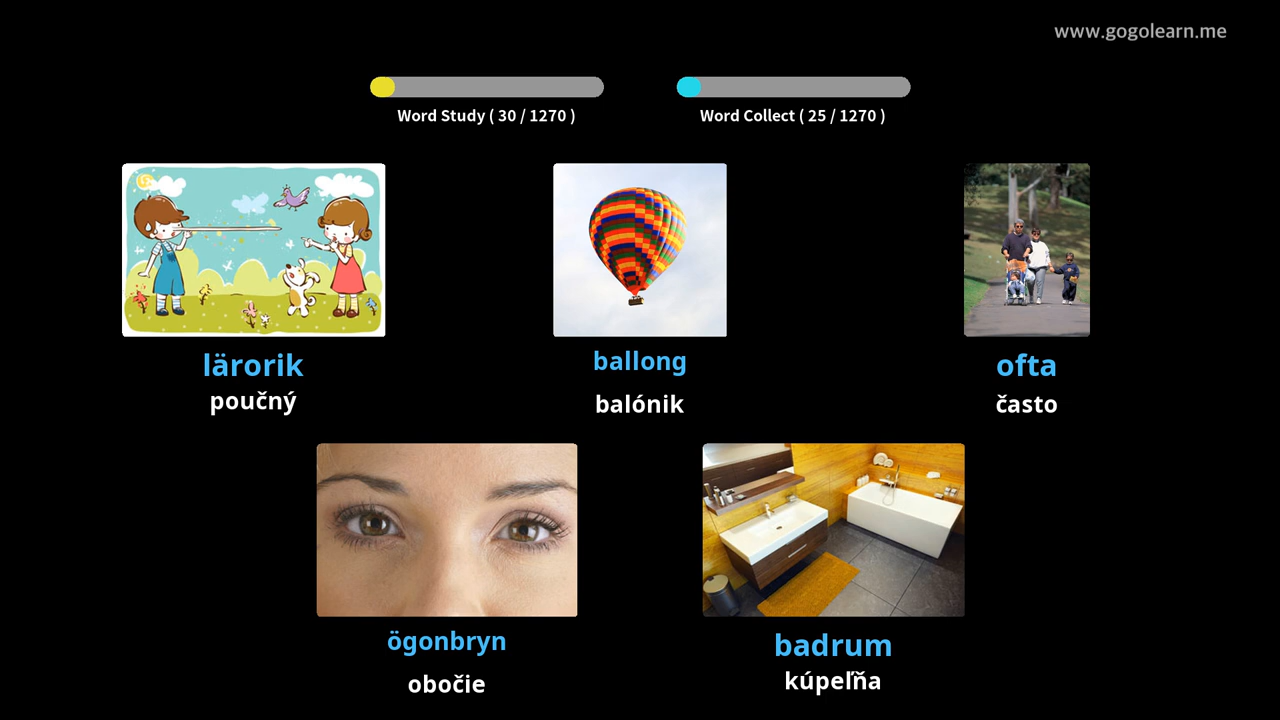 www.gogolearn.me
Word Study ( 30 / 1270 )
Word Collect ( 25 / 1270 )
lärorik
poučný
ballong
balónik
ofta
často
ögonbryn
obočie
badrum
kúpeľňa